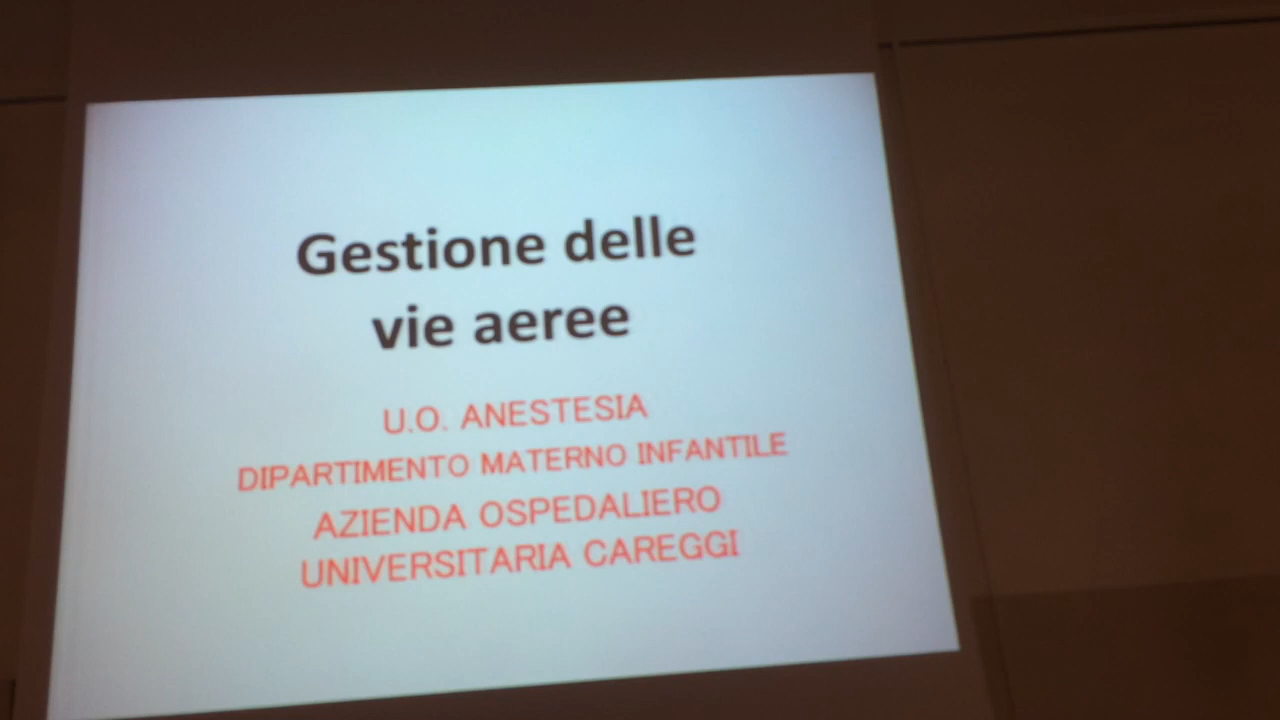 Gestione delle
vie aeree
U.O. ANESTESIA
DIPARTIMENTO MATERNO INFANTILE
AZIENDA OSPEDALIERO
UNIVERSITARIA CAREGGI